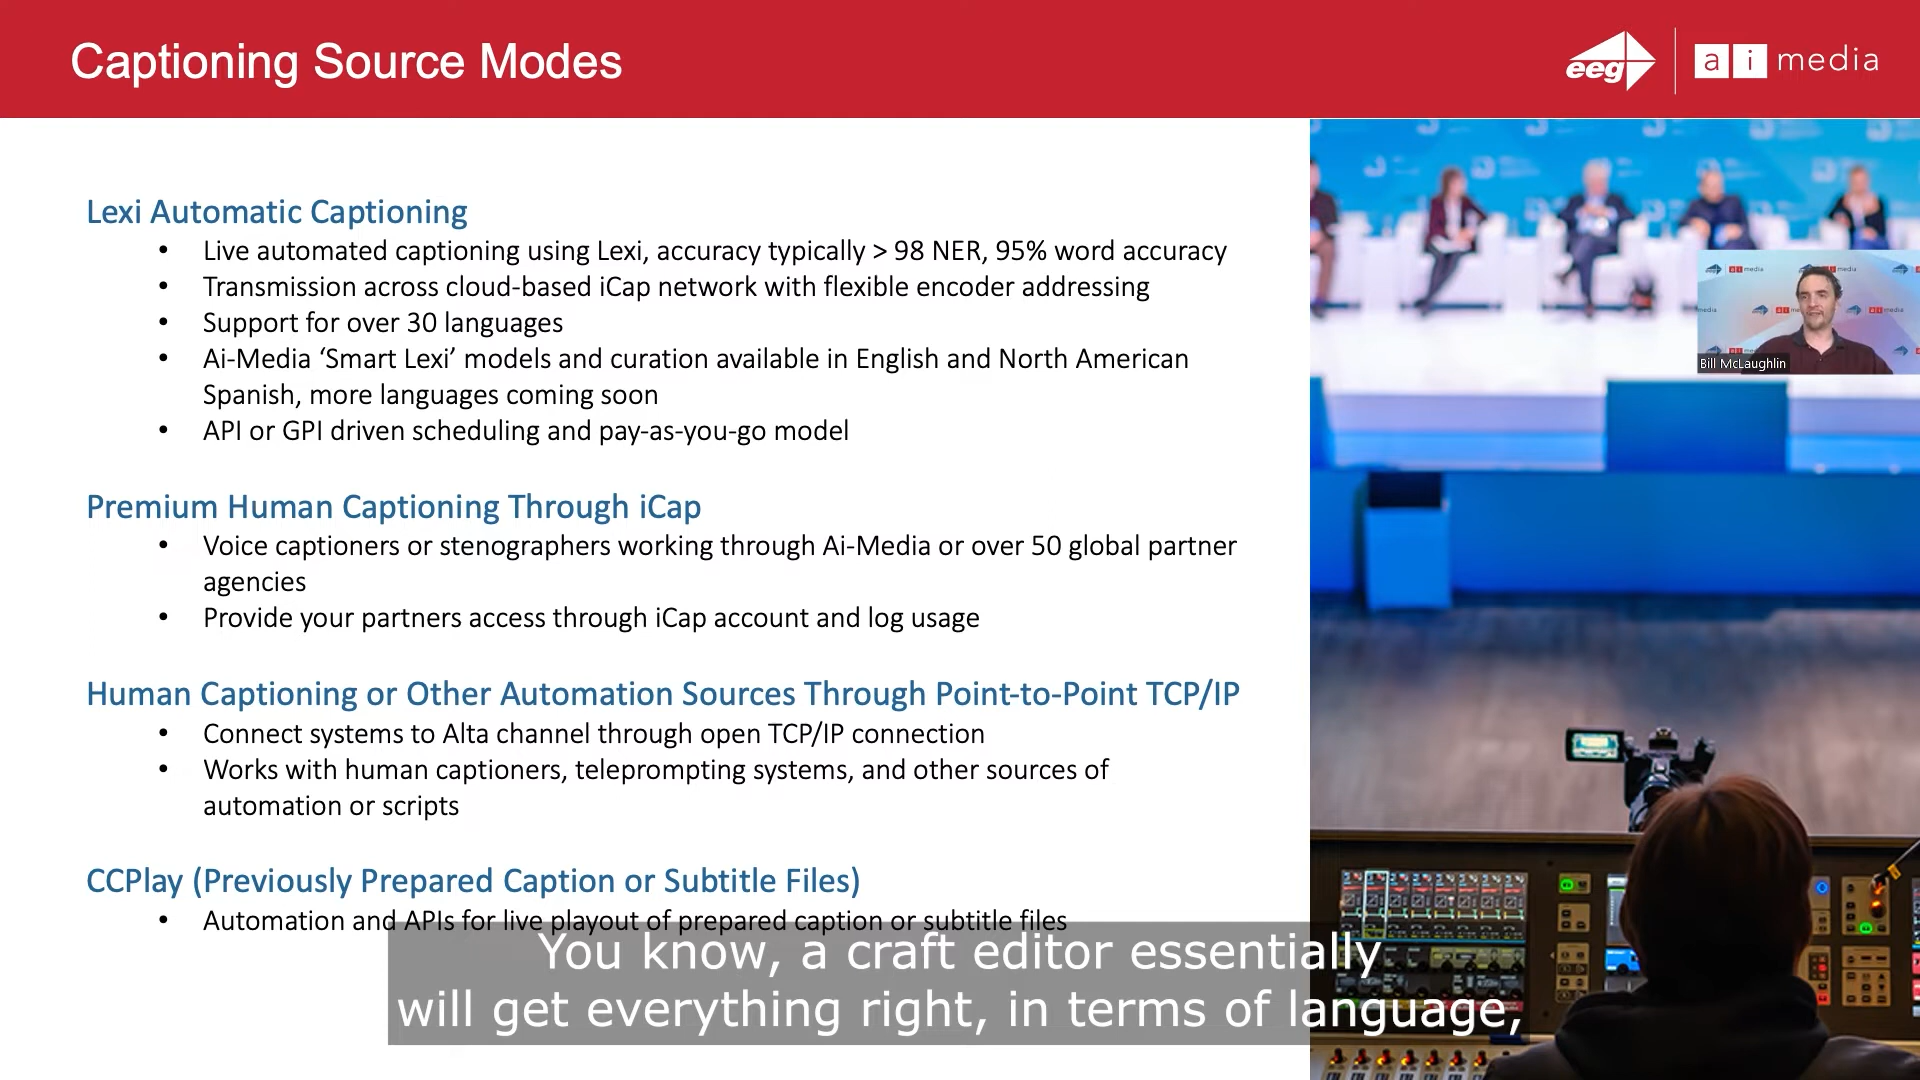 Captioning Source Modes
eeg
ai media
Lexi Automatic Captioning
• Live automated captioning using Lexi, accuracy typically > 98 NER, 95% word accuracy
• Transmission across cloud-based iCap network with flexible encoder addressing
• Support for over 30 languages
• Ai-Media ‘Smart Lexi’ models and curation available in English and North American
Spanish, more languages coming soon
• API or GPI driven scheduling and pay-as-you-go model
Premium Human Captioning Through iCap
• Voice captioners or stenographers working through Ai-Media or over 50 global partner
agencies
• Provide your partners access through iCap account and log usage
Human Captioning or Other Automation Sources Through Point-to-Point TCP/IP
• Connect systems to Alta channel through open TCP/IP connection
• Works with human captioners, teleprompting systems, and other sources of
automation or scripts
CCPlay (Previously Prepared Caption or Subtitle Files)
• Automation and APIs for live playout of prepared caption or subtitle files
Bill McLaughlin
You know, a craft editor essentially
will get everything right, in terms of language,